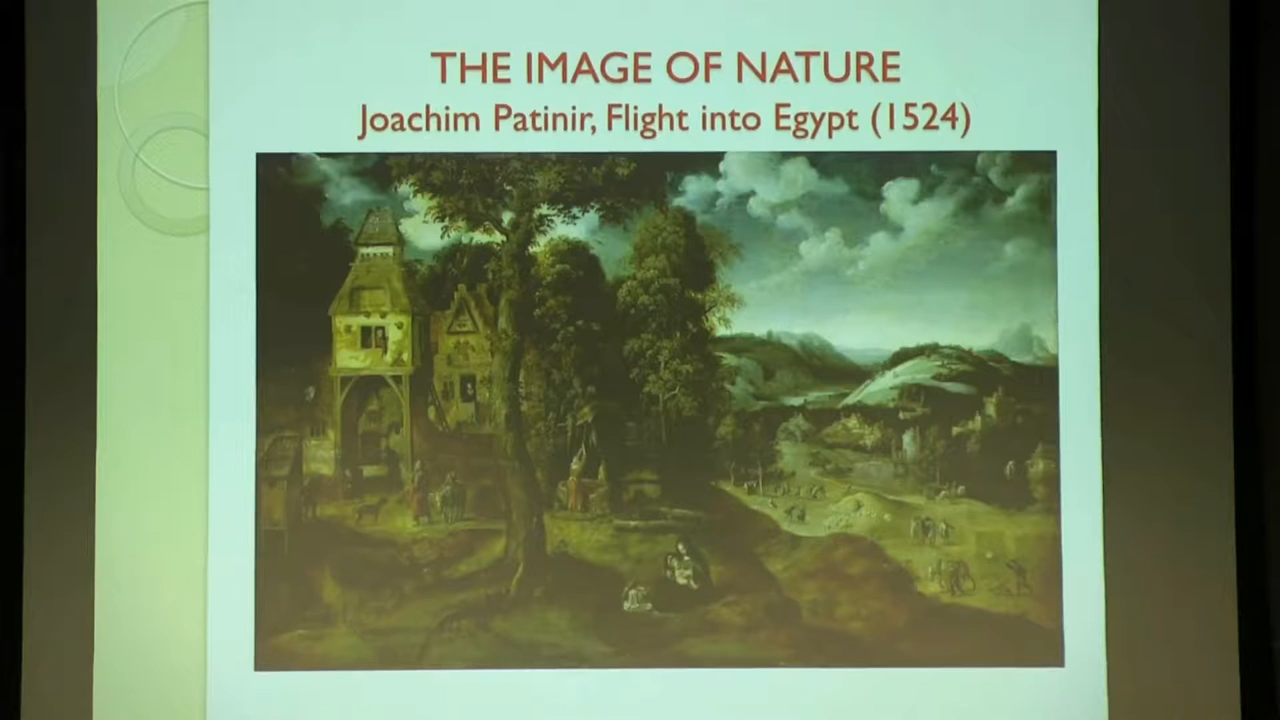 THE IMAGE OF NATURE
Joachim Patinir, Flight into Egypt (1524)